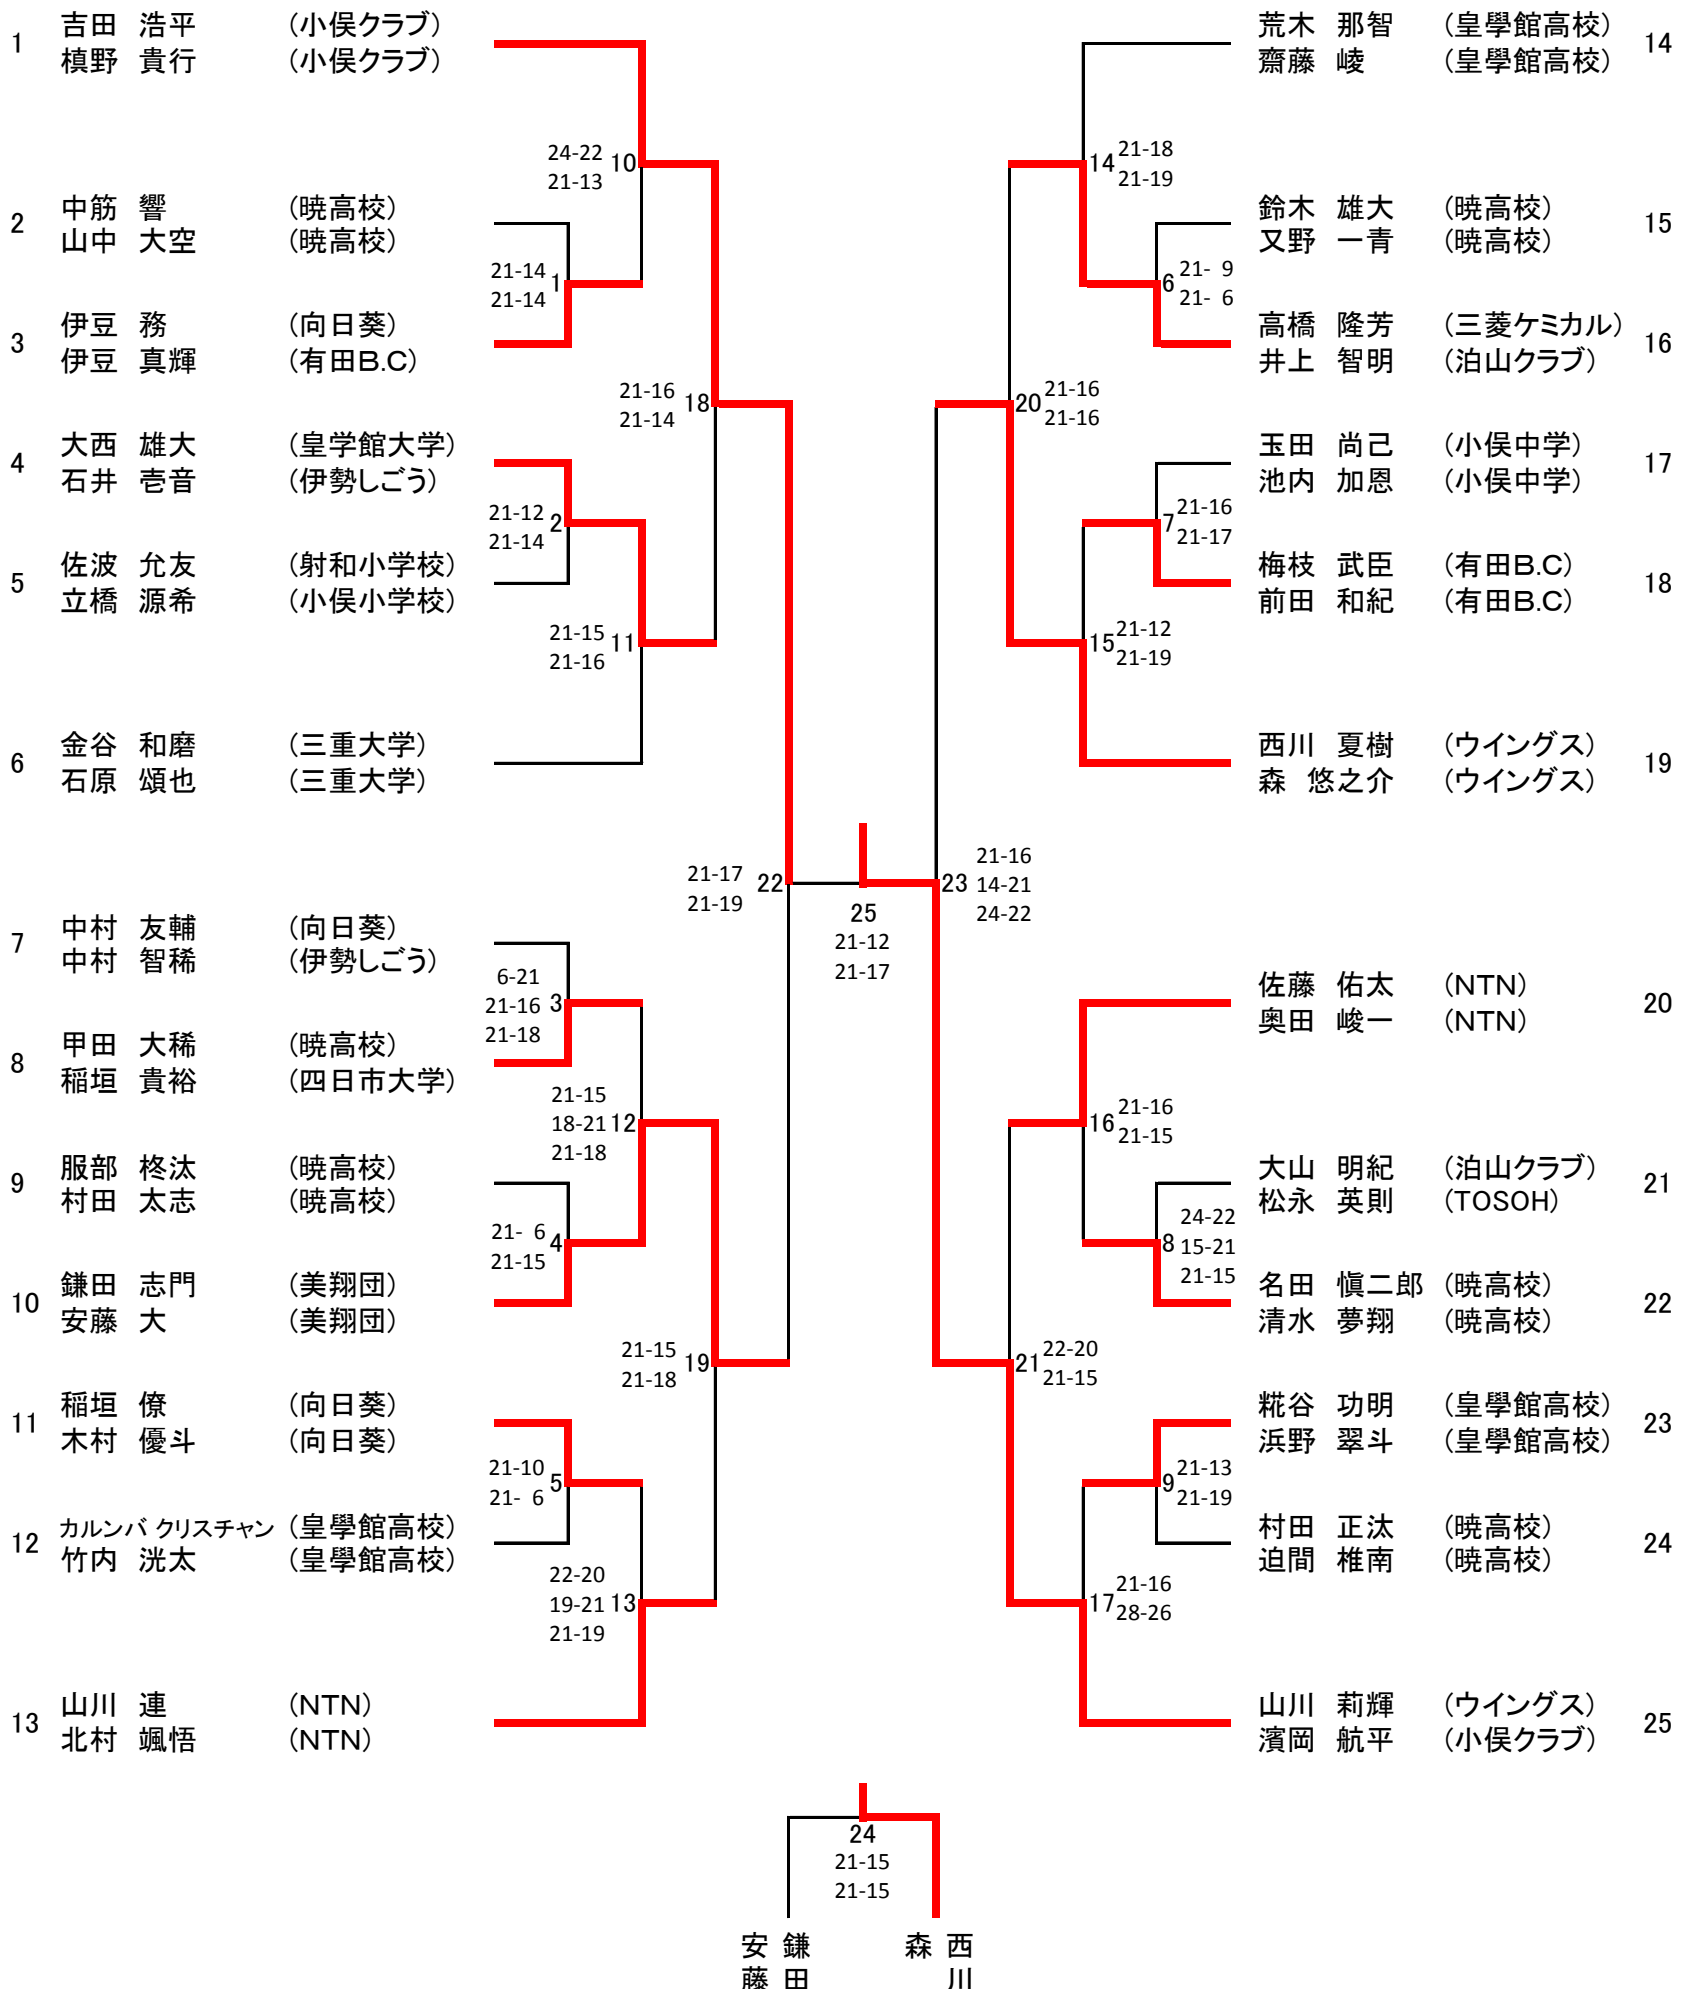 1 吉田 浩平 (小俣クラブ)
槙野 貴行 (小俣クラブ)
24-22
21-13
10
2 中筋 響 (暁高校)
山中 大空 (暁高校)
21-14
21-14
1
3 伊豆 務 (向日葵)
伊豆 真輝 (有田B.C)
21-16
21-14
18
4 大西 雄大 (皇学館大学)
石井 壱音 (伊勢しごう)
21-12
21-14
2
5 佐波 允友 (射和小学校)
立橋 源希 (小俣小学校)
21-15
21-16
11
6 金谷 和磨 (三重大学)
石原 頌也 (三重大学)
21-17
21-19
22
7 中村 友輔 (向日葵)
中村 智稀 (伊勢しごう)
6-21
21-16
21-18
3
8 甲田 大稀 (暁高校)
稲垣 貴裕 (四日市大学)
21-15
18-21
21-18
12
9 服部 柊汰 (暁高校)
村田 太志 (暁高校)
21- 6
21-15
4
10 鎌田 志門 (美翔団)
安藤 大 (美翔団)
21-15
21-18
19
11 稲垣 僚 (向日葵)
木村 優斗 (向日葵)
21-10
21- 6
5
12 カルンバ クリスチャン (皇學館高校)
竹内 洸太 (皇學館高校)
22-20
19-21
21-19
13
13 山川 連 (NTN)
北村 颯悟 (NTN)
25
21-12
21-17
荒木 那智 (皇學館高校) 14
齋藤 崚 (皇學館高校)
14
21-18
21-19
鈴木 雄大 (暁高校) 15
又野 一青 (暁高校)
6
21- 9
21- 6
高橋 隆芳 (三菱ケミカル) 16
井上 智明 (泊山クラブ)
20
21-16
21-16
玉田 尚己 (小俣中学) 17
池内 加恩 (小俣中学)
7
21-16
21-17
梅枝 武臣 (有田B.C) 18
前田 和紀 (有田B.C)
15
21-12
21-19
西川 夏樹 (ウイングス) 19
森 悠之介 (ウイングス)
23
21-16
14-21
24-22
佐藤 佑太 (NTN) 20
奥田 峻一 (NTN)
16
21-16
21-15
大山 明紀 (泊山クラブ) 21
松永 英則 (TOSOH)
8
24-22
15-21
21-15
名田 愼二郎 (暁高校) 22
清水 夢翔 (暁高校)
21
22-20
21-15
糀谷 功明 (皇學館高校) 23
浜野 翠斗 (皇學館高校)
9
21-13
21-19
村田 正汰 (暁高校) 24
迫間 椎南 (暁高校)
17
21-16
28-26
山川 莉輝 (ウイングス) 25
濱岡 航平 (小俣クラブ)
24
21-15
21-15
鎌田
安藤
西川
森